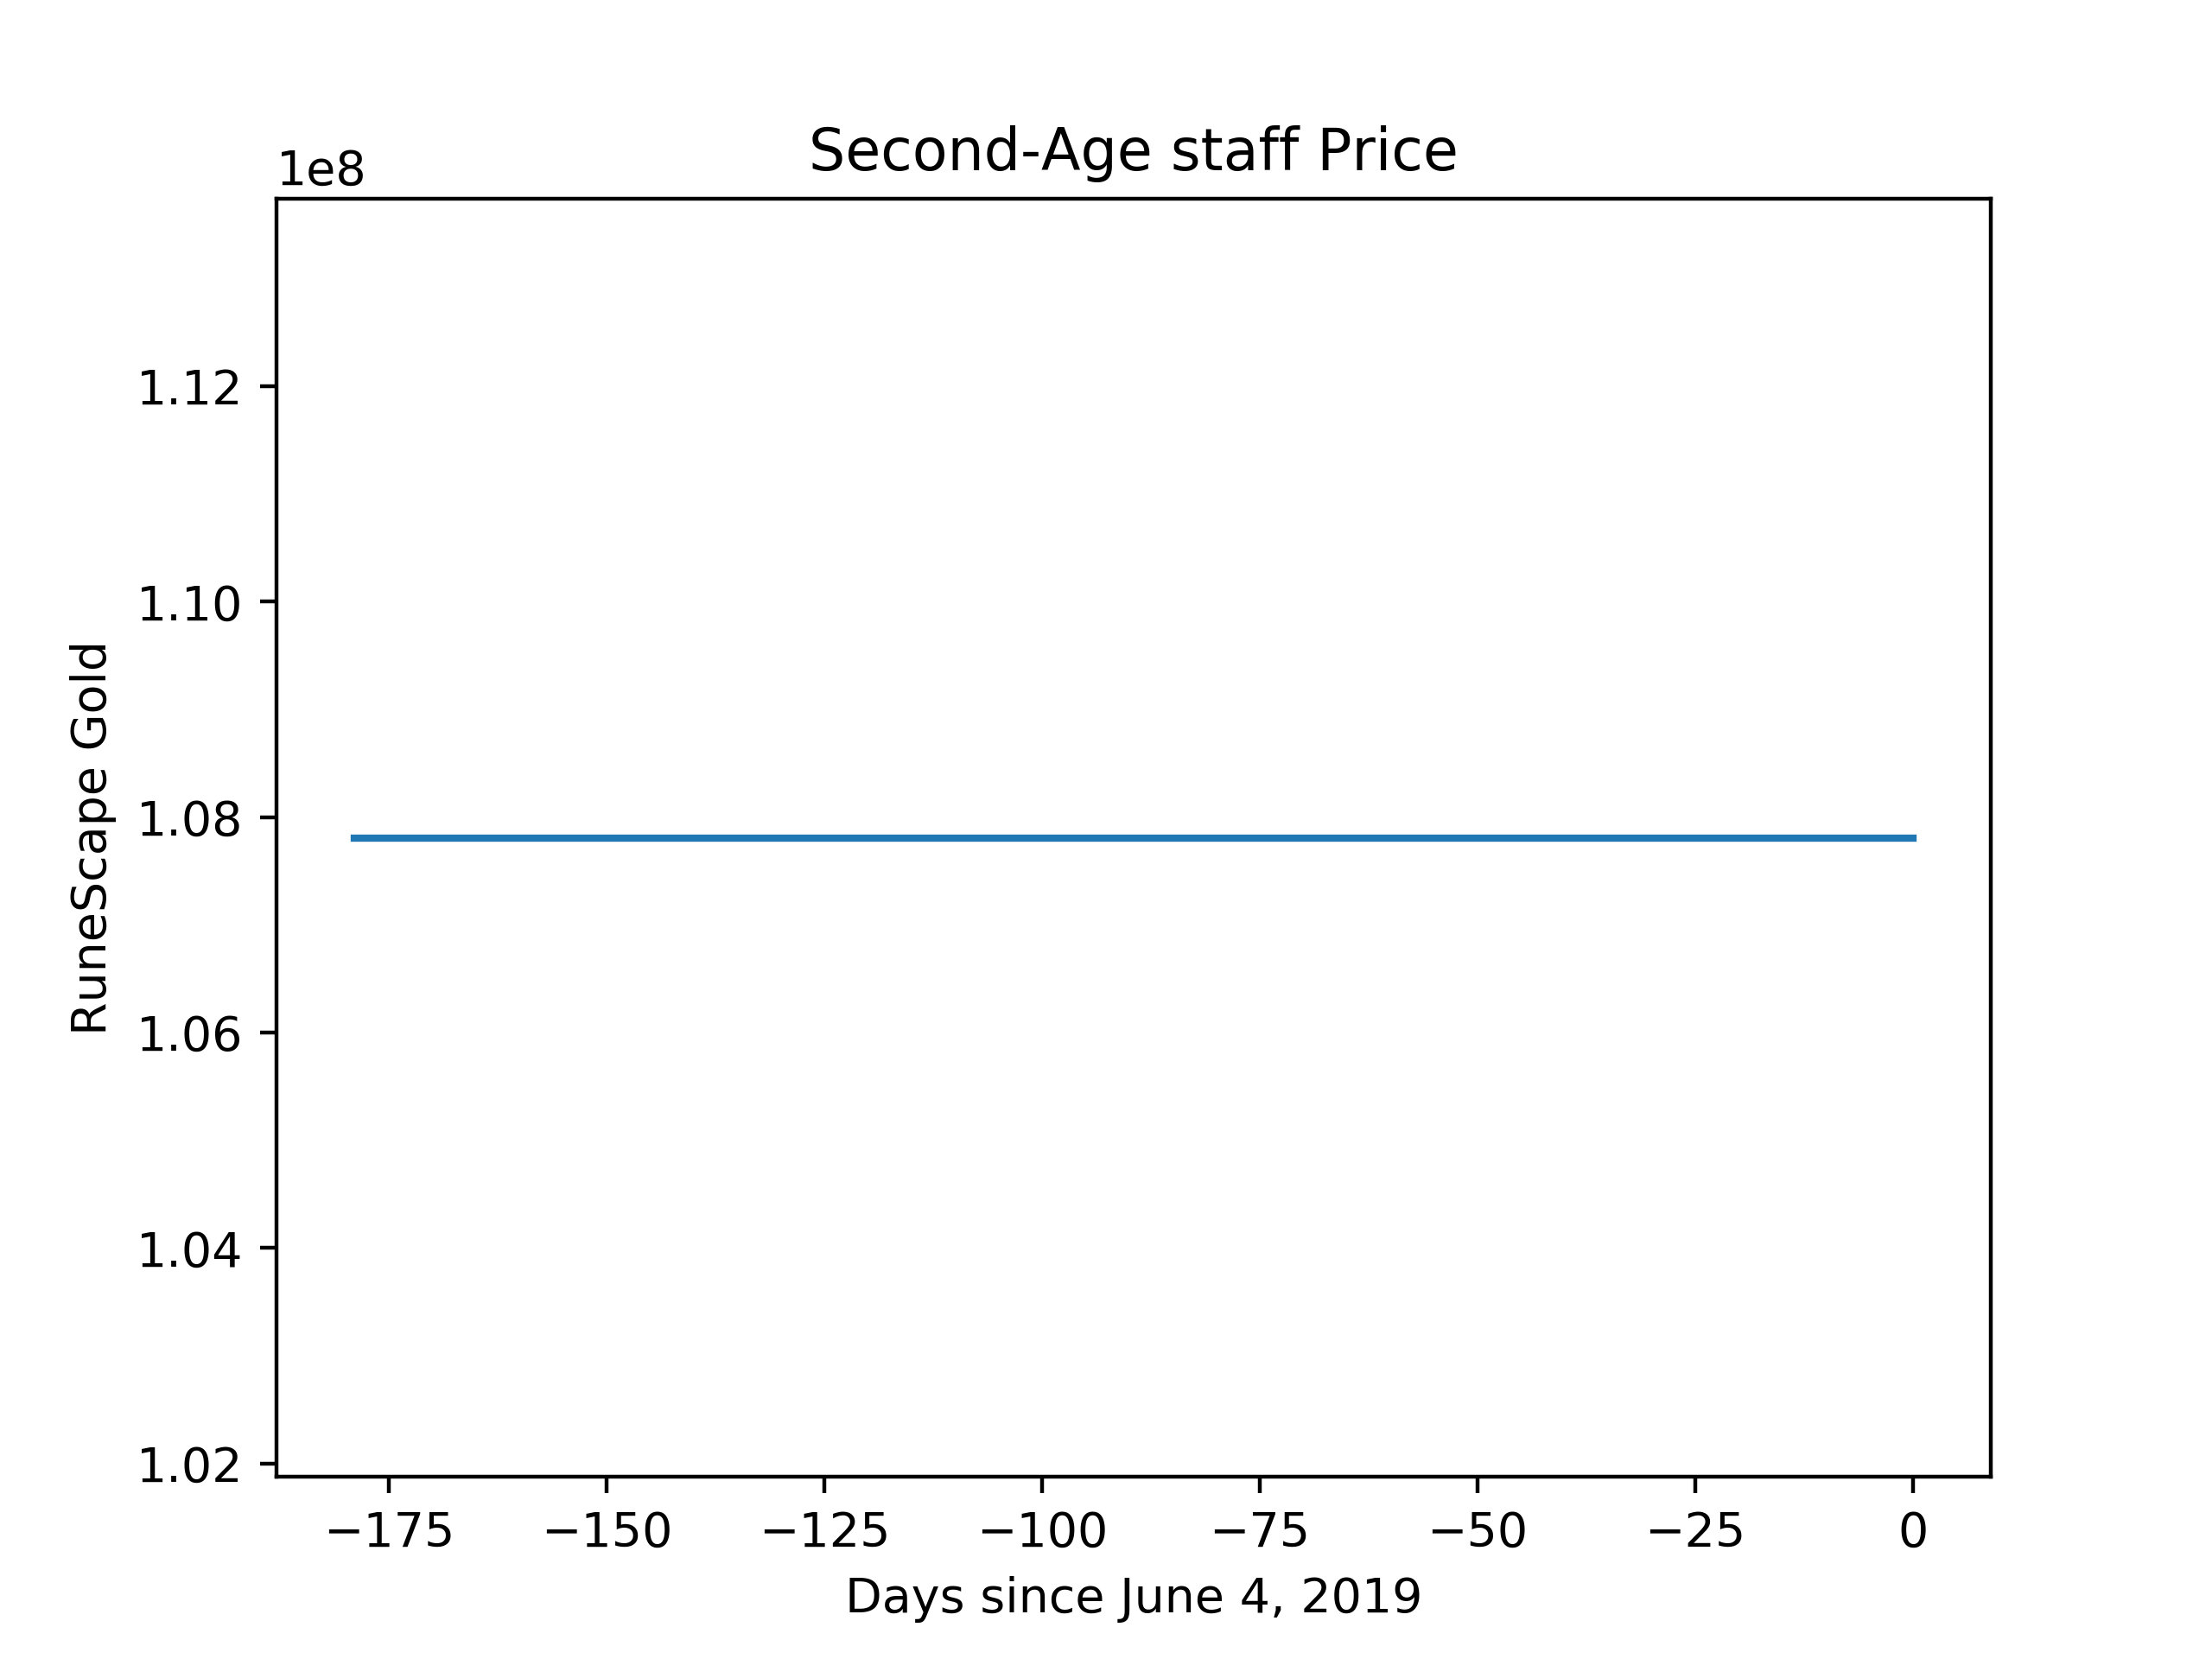 Second-Age staff Price
1e8
1.12
1.10
1.08
1.06
1.04
1.02
RuneScape Gold
−175 −150 −125 −100 −75 −50 −25 0
Days since June 4, 2019